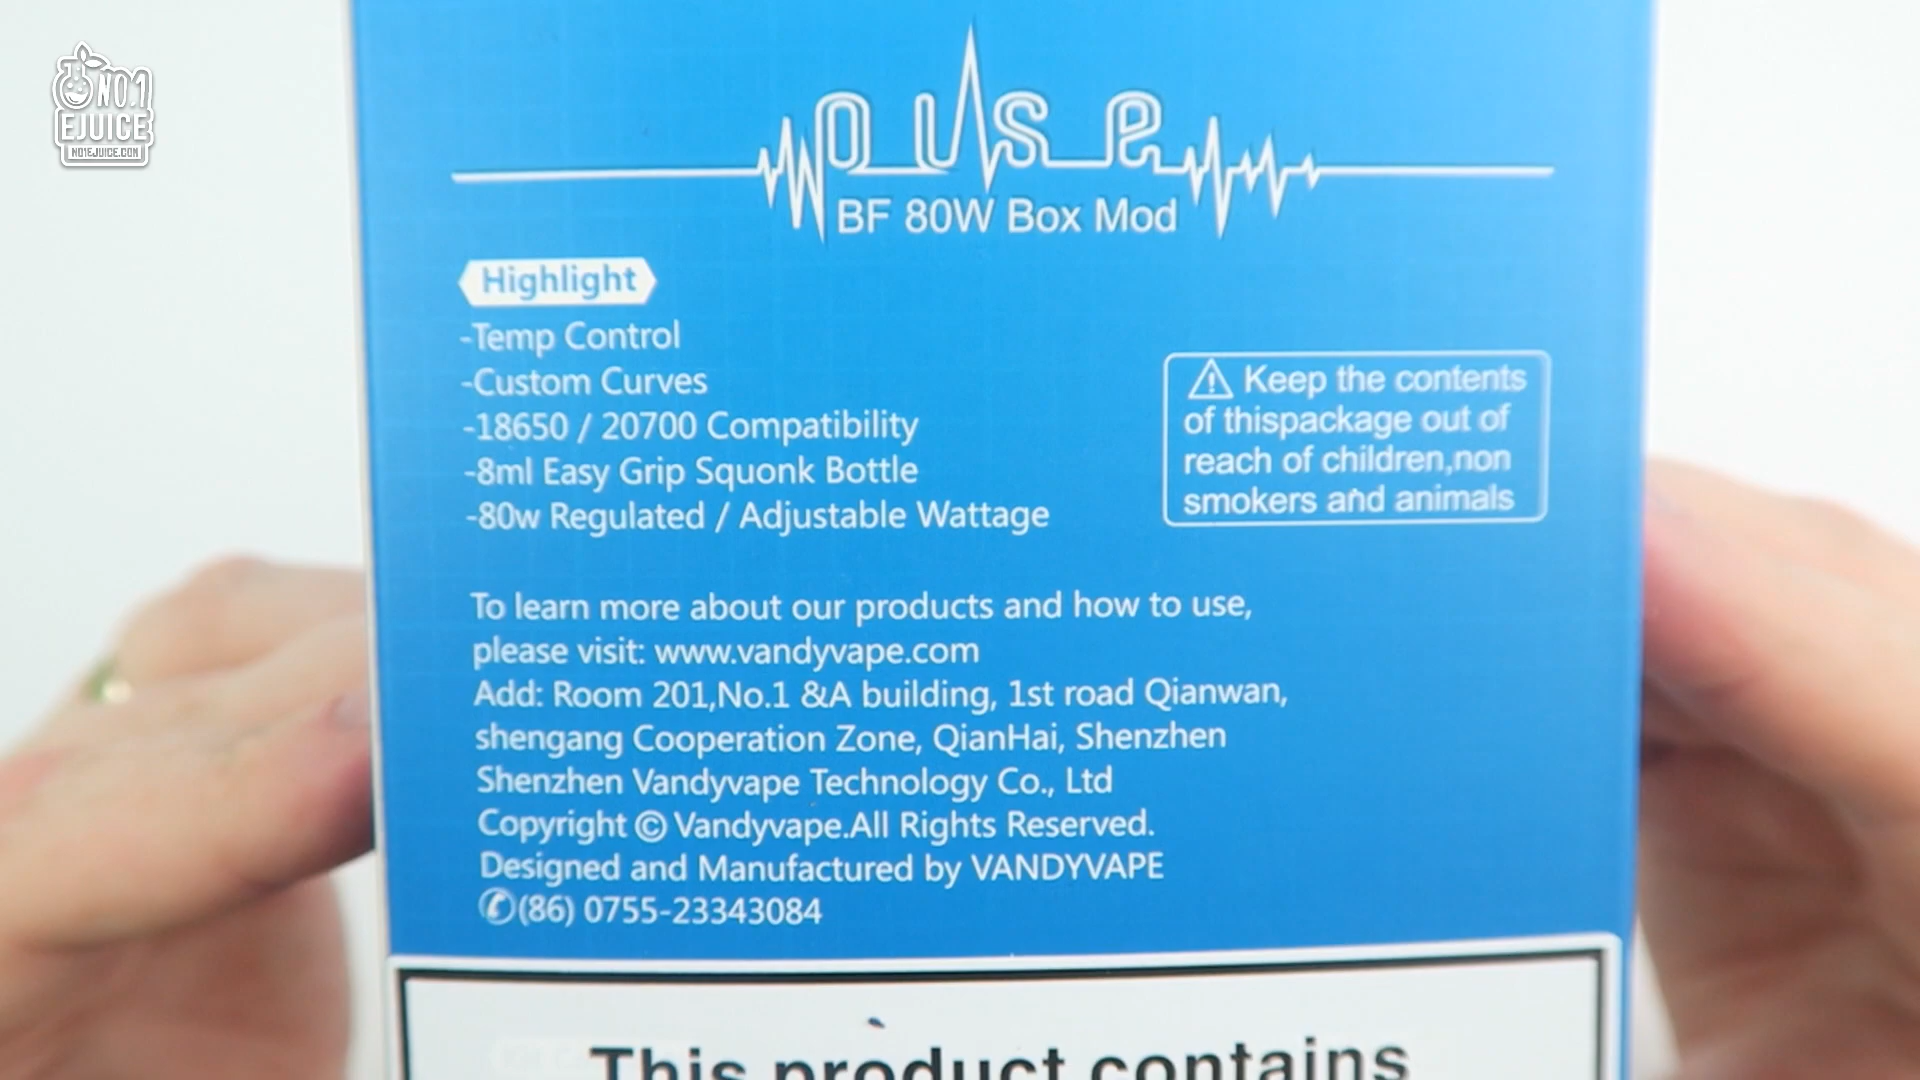 NO.1
EJUICE
NO1EJUICE.COM
pulse
BF 80W Box Mod
Highlight
-Temp Control
-Custom Curves
-18650 / 20700 Compatibility
-8ml Easy Grip Squonk Bottle
-80w Regulated / Adjustable Wattage
Keep the contents
of thispackage out of
reach of children,non
smokers and animals
To learn more about our products and how to use,
please visit: www.vandyvape.com
Add: Room 201,No.1 &A building, 1st road Qianwan,
shengang Cooperation Zone, QianHai, Shenzhen
Shenzhen Vandyvape Technology Co., Ltd
Copyright © Vandyvape.All Rights Reserved.
Designed and Manufactured by VANDYVAPE
✆(86) 0755-23343084
This product contains